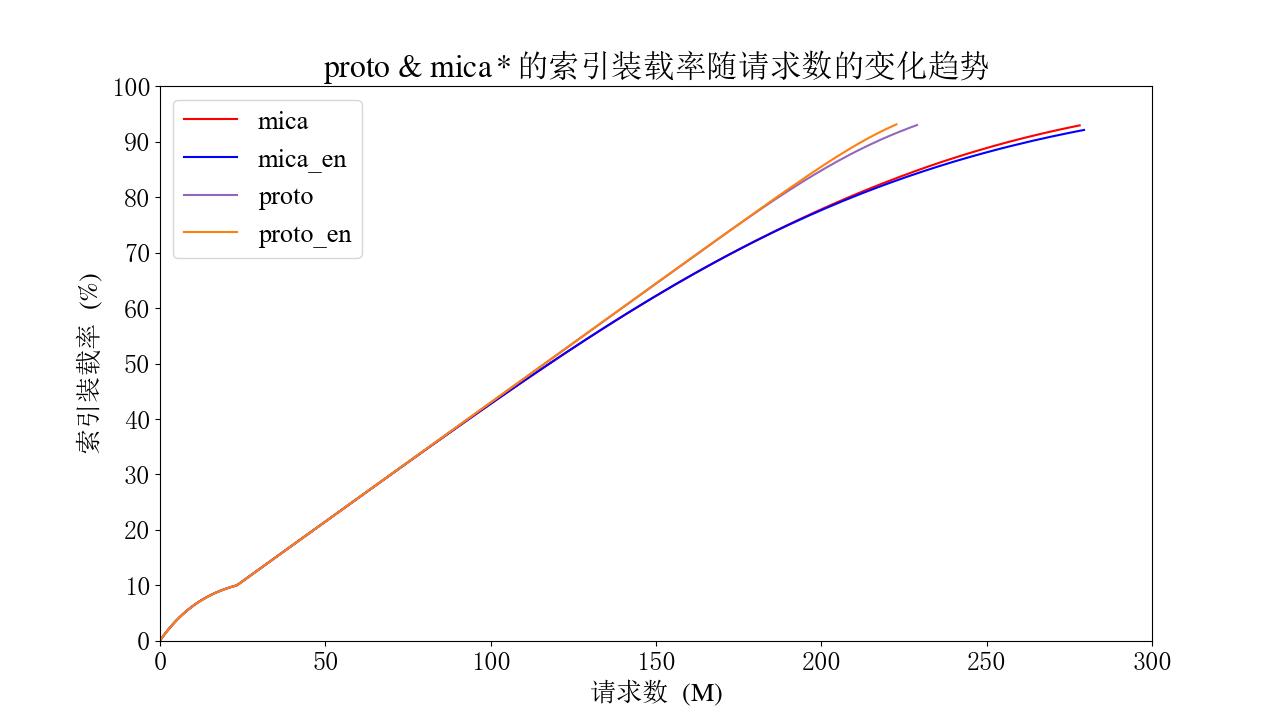 proto & mica * 的索引装载率随请求数的变化趋势
100
90
80
70
60
50
40
30
20
10
0
索引装载率 (%)
mica
mica_en
proto
proto_en
0 50 100 150 200 250 300
请求数 (M)